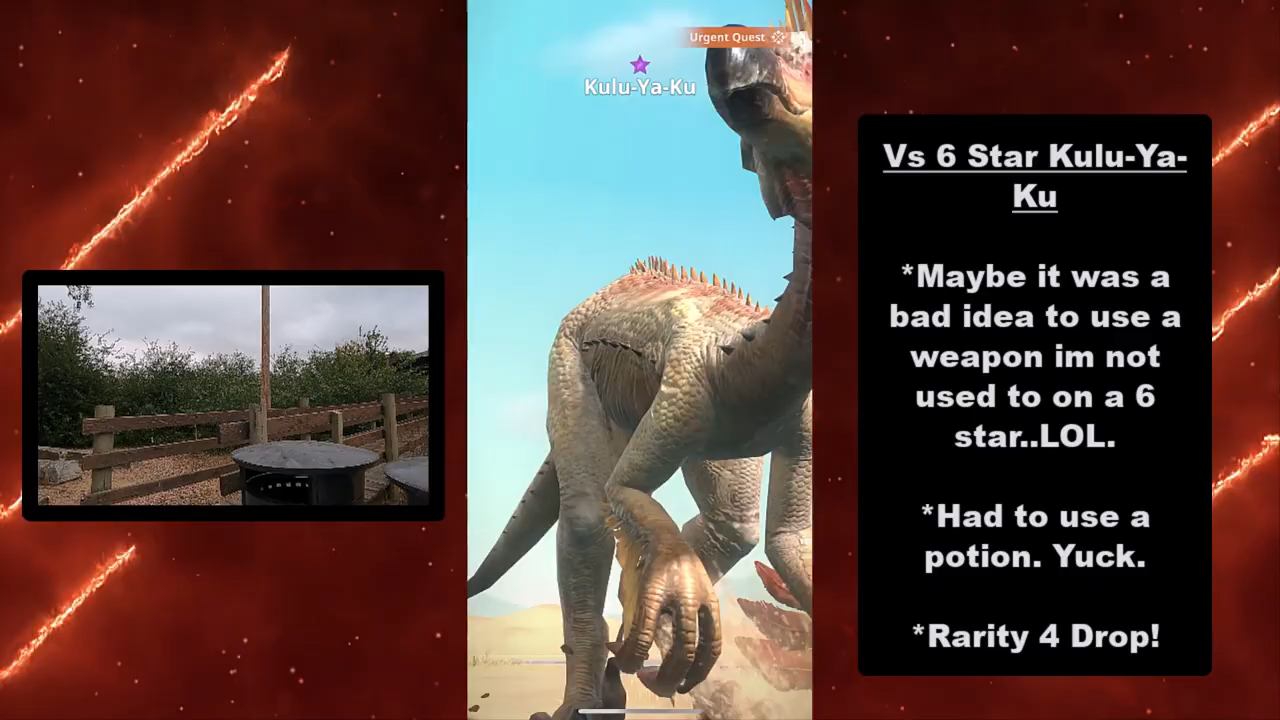 Urgent Quest
Kulu-Ya-Ku
Vs 6 Star Kulu-Ya-
Ku
*Maybe it was a
bad idea to use a
weapon im not
used to on a 6
star..LOL.
*Had to use a
potion. Yuck.
*Rarity 4 Drop!